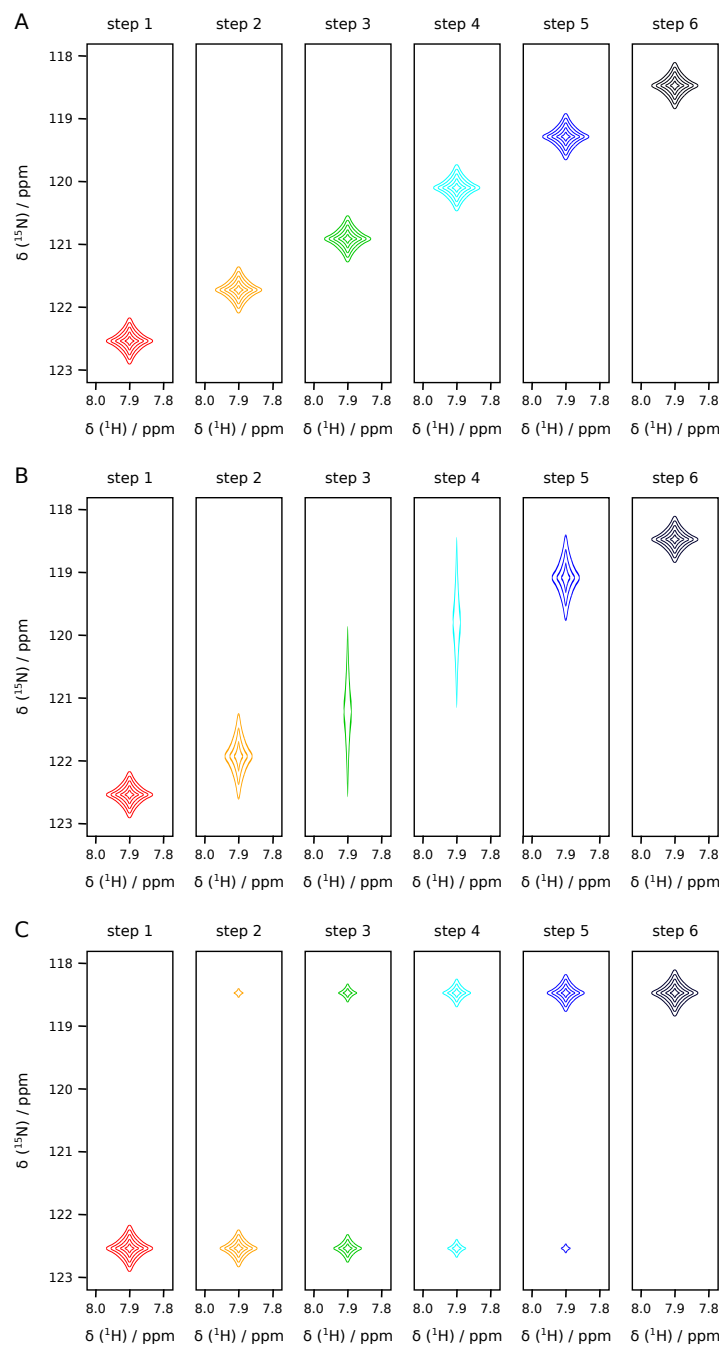 A
step 1 step 2 step 3 step 4 step 5 step 6
118
119
120
121
122
123
δ (¹⁵N) / ppm
8.0 7.9 7.8 8.0 7.9 7.8 8.0 7.9 7.8 8.0 7.9 7.8 8.0 7.9 7.8 8.0 7.9 7.8
δ (¹H) / ppm δ (¹H) / ppm δ (¹H) / ppm δ (¹H) / ppm δ (¹H) / ppm δ (¹H) / ppm
B
step 1 step 2 step 3 step 4 step 5 step 6
118
119
120
121
122
123
δ (¹⁵N) / ppm
8.0 7.9 7.8 8.0 7.9 7.8 8.0 7.9 7.8 8.0 7.9 7.8 8.0 7.9 7.8 8.0 7.9 7.8
δ (¹H) / ppm δ (¹H) / ppm δ (¹H) / ppm δ (¹H) / ppm δ (¹H) / ppm δ (¹H) / ppm
C
step 1 step 2 step 3 step 4 step 5 step 6
118
119
120
121
122
123
δ (¹⁵N) / ppm
8.0 7.9 7.8 8.0 7.9 7.8 8.0 7.9 7.8 8.0 7.9 7.8 8.0 7.9 7.8 8.0 7.9 7.8
δ (¹H) / ppm δ (¹H) / ppm δ (¹H) / ppm δ (¹H) / ppm δ (¹H) / ppm δ (¹H) / ppm